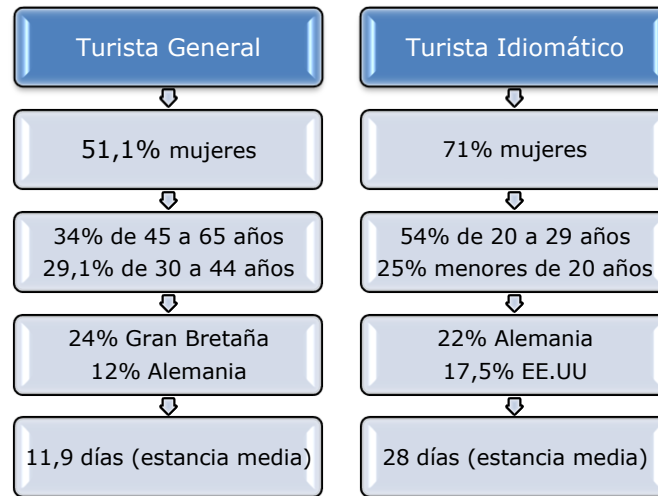 Turista General
51,1% mujeres
34% de 45 a 65 años
29,1% de 30 a 44 años
24% Gran Bretaña
12% Alemania
11,9 días (estancia media)
Turista Idiomático
71% mujeres
54% de 20 a 29 años
25% menores de 20 años
22% Alemania
17,5% EE.UU
28 días (estancia media)